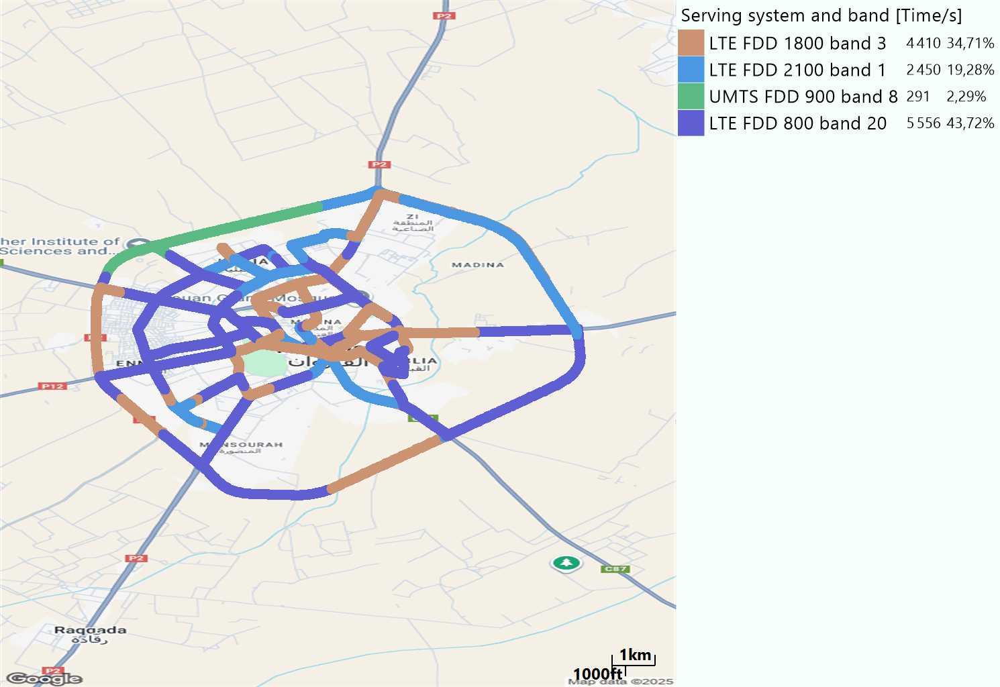 Serving system and band [Time/s]
LTE FDD 1800 band 3 4 410 34,71%
LTE FDD 2100 band 1 2 450 19,28%
UMTS FDD 900 band 8 291 2,29%
LTE FDD 800 band 20 5 556 43,72%
P2
P2
ZI
المنطقة
الصناعية
her Institute of
Sciences and...
MADINA
P12
MANSOURAH
المنصورة
C87
P2
Raqqada
رقادة
P2
1km
1000ft
Google
Map data ©2025